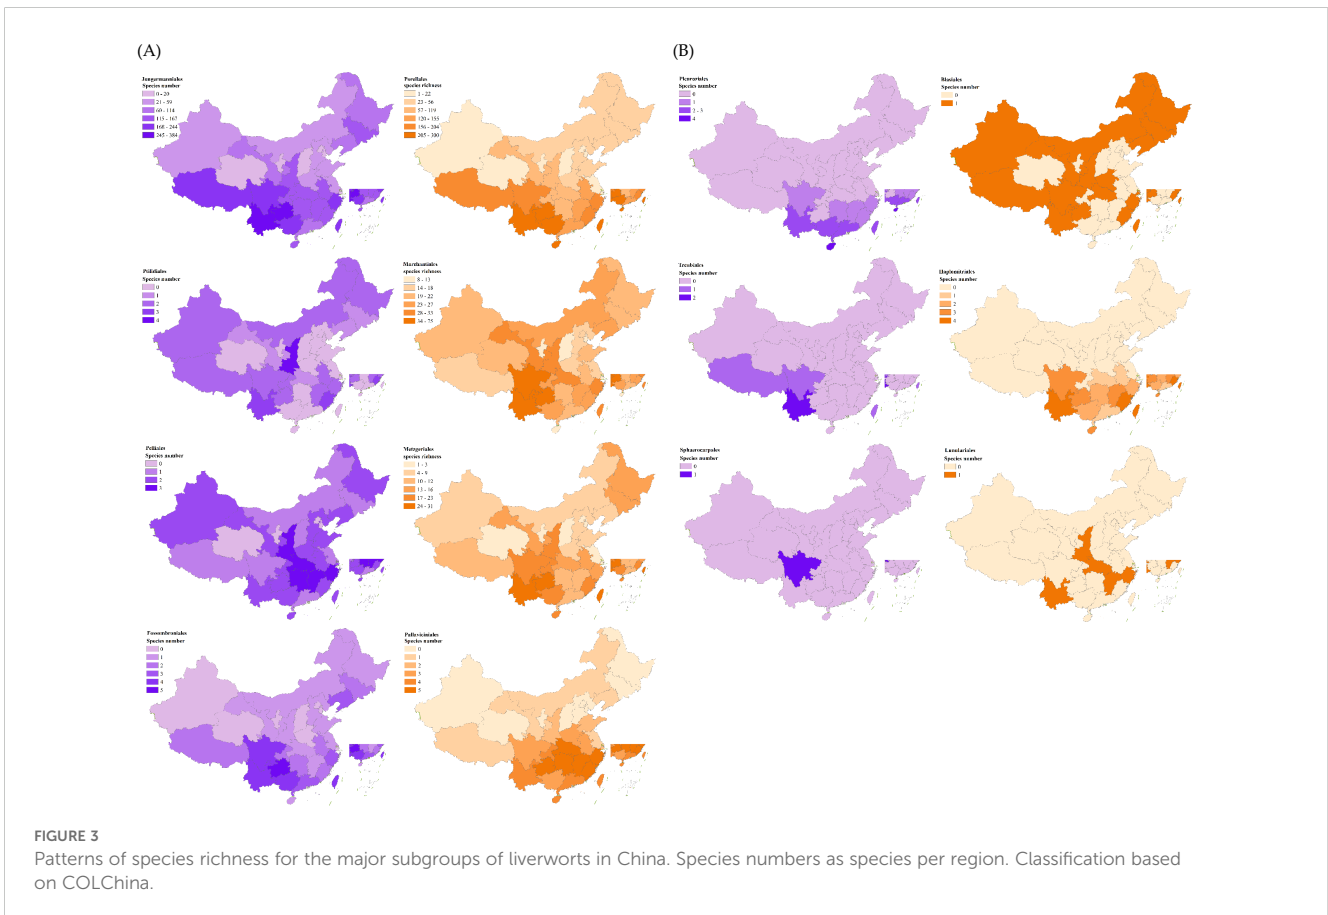 (A)
(B)
Jungermanniales
Species number
0 - 20
21 - 59
60 - 114
115 - 167
168 - 244
245 - 384
Porellales
species richness
1 - 22
23 - 56
57 - 119
120 - 155
156 - 204
205 - 300
Pleuroziales
Species number
0
1
2 - 3
4
Blasiales
Species number
0
1
Ptilidiales
Species number
0
1
2
3
4
Marchantiales
species richness
8 - 13
14 - 18
19 - 22
23 - 27
28 - 33
34 - 75
Treubiales
Species number
0
1
2
Haplomitriales
Species number
0
1
2
3
4
Pelliales
Species number
0
1
2
3
Metzgeriales
species richness
1 - 3
4 - 9
10 - 12
13 - 16
17 - 23
24 - 31
Sphaerocarpales
Species number
0
1
Lunulariales
Species number
0
1
Fossombroniales
Species number
0
1
2
3
4
5
Pallaviciniales
Species number
0
1
2
3
4
5
FIGURE 3
Patterns of species richness for the major subgroups of liverworts in China. Species numbers as species per region. Classification based
on COLChina.